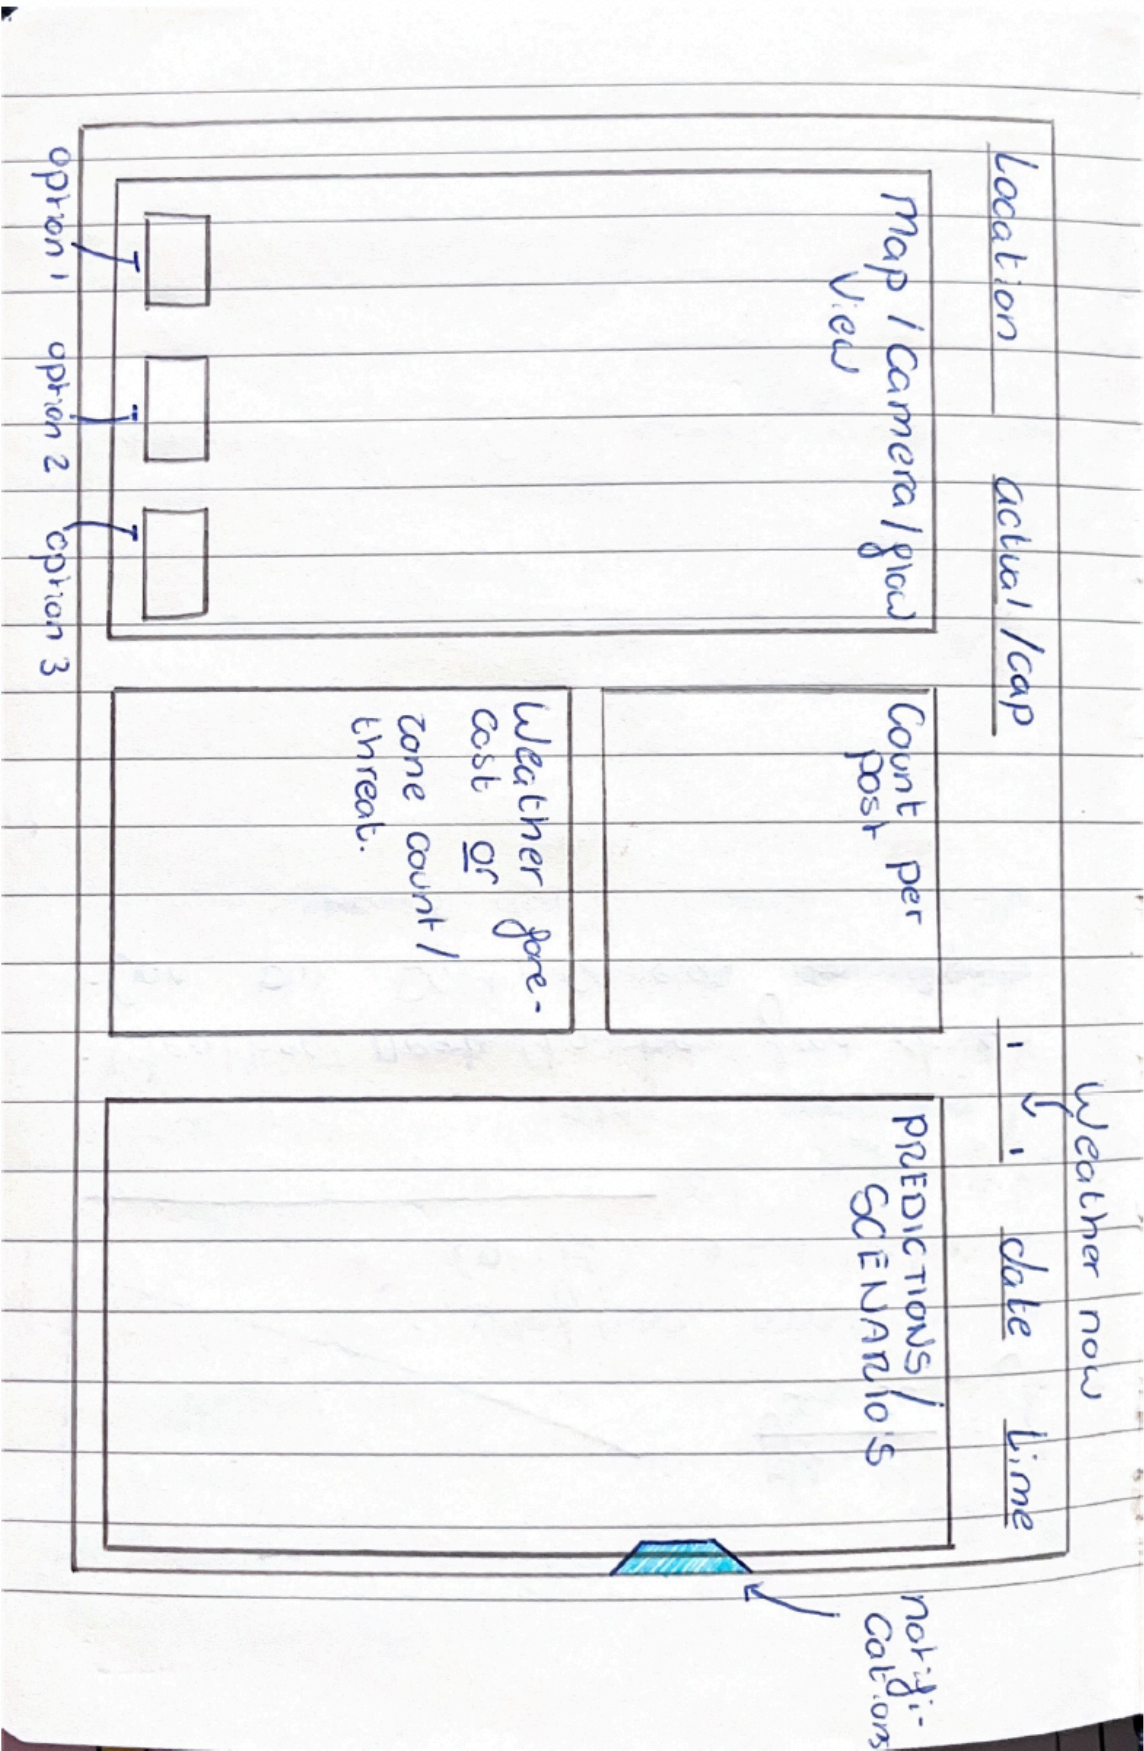 Weather now
Location
actual /cap
- ↓ -
date
time
Map / Camera / flow
View
Count per
post
PREDICTIONS /
SCENARIO'S
notifi-
cations
Weather fore-
cast or
zone count /
threat.
option 1
option 2
option 3